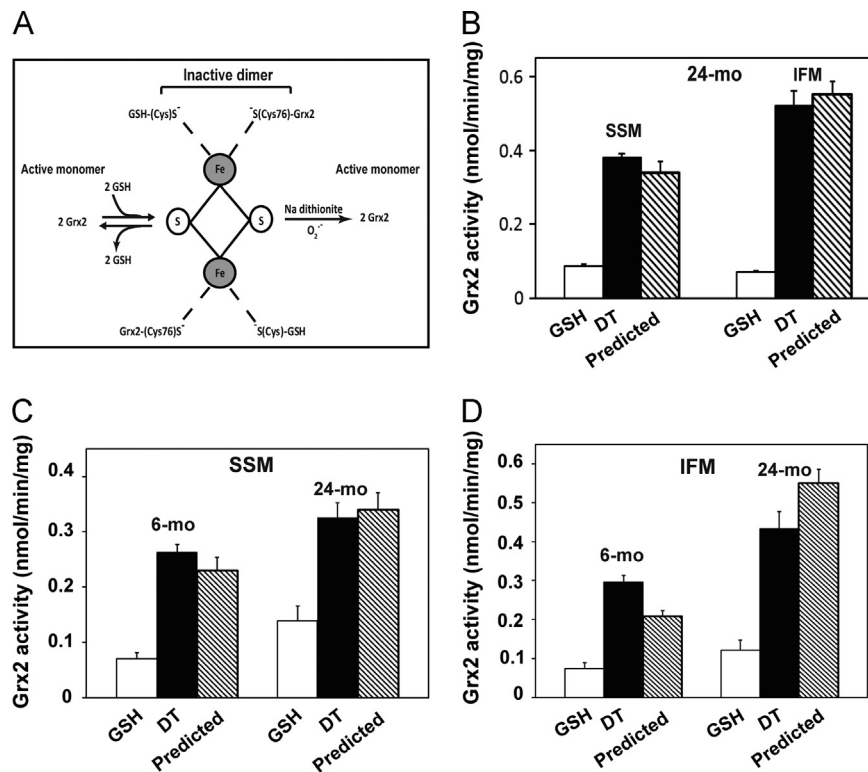 A
Inactive dimer
GSH-(Cys)S⁻
⁻S(Cys76)-Grx2
Fe
Active monomer
Active monomer
2 GSH
2 Grx2
S
S
Na dithionite
2 Grx2
O₂·⁻
2 GSH
Fe
Grx2-(Cys76)S⁻
⁻S(Cys)-GSH
B
Grx2 activity (nmol/min/mg)
0.6
0.4
0.2
0
24-mo
IFM
SSM
GSH
DT
Predicted
GSH
DT
Predicted
C
Grx2 activity (nmol/min/mg)
0.4
0.3
0.2
0.1
0
SSM
24-mo
6-mo
GSH
DT
Predicted
GSH
DT
Predicted
D
Grx2 activity (nmol/min/mg)
0.6
0.5
0.4
0.3
0.2
0.1
0
IFM
24-mo
6-mo
GSH
DT
Predicted
GSH
DT
Predicted